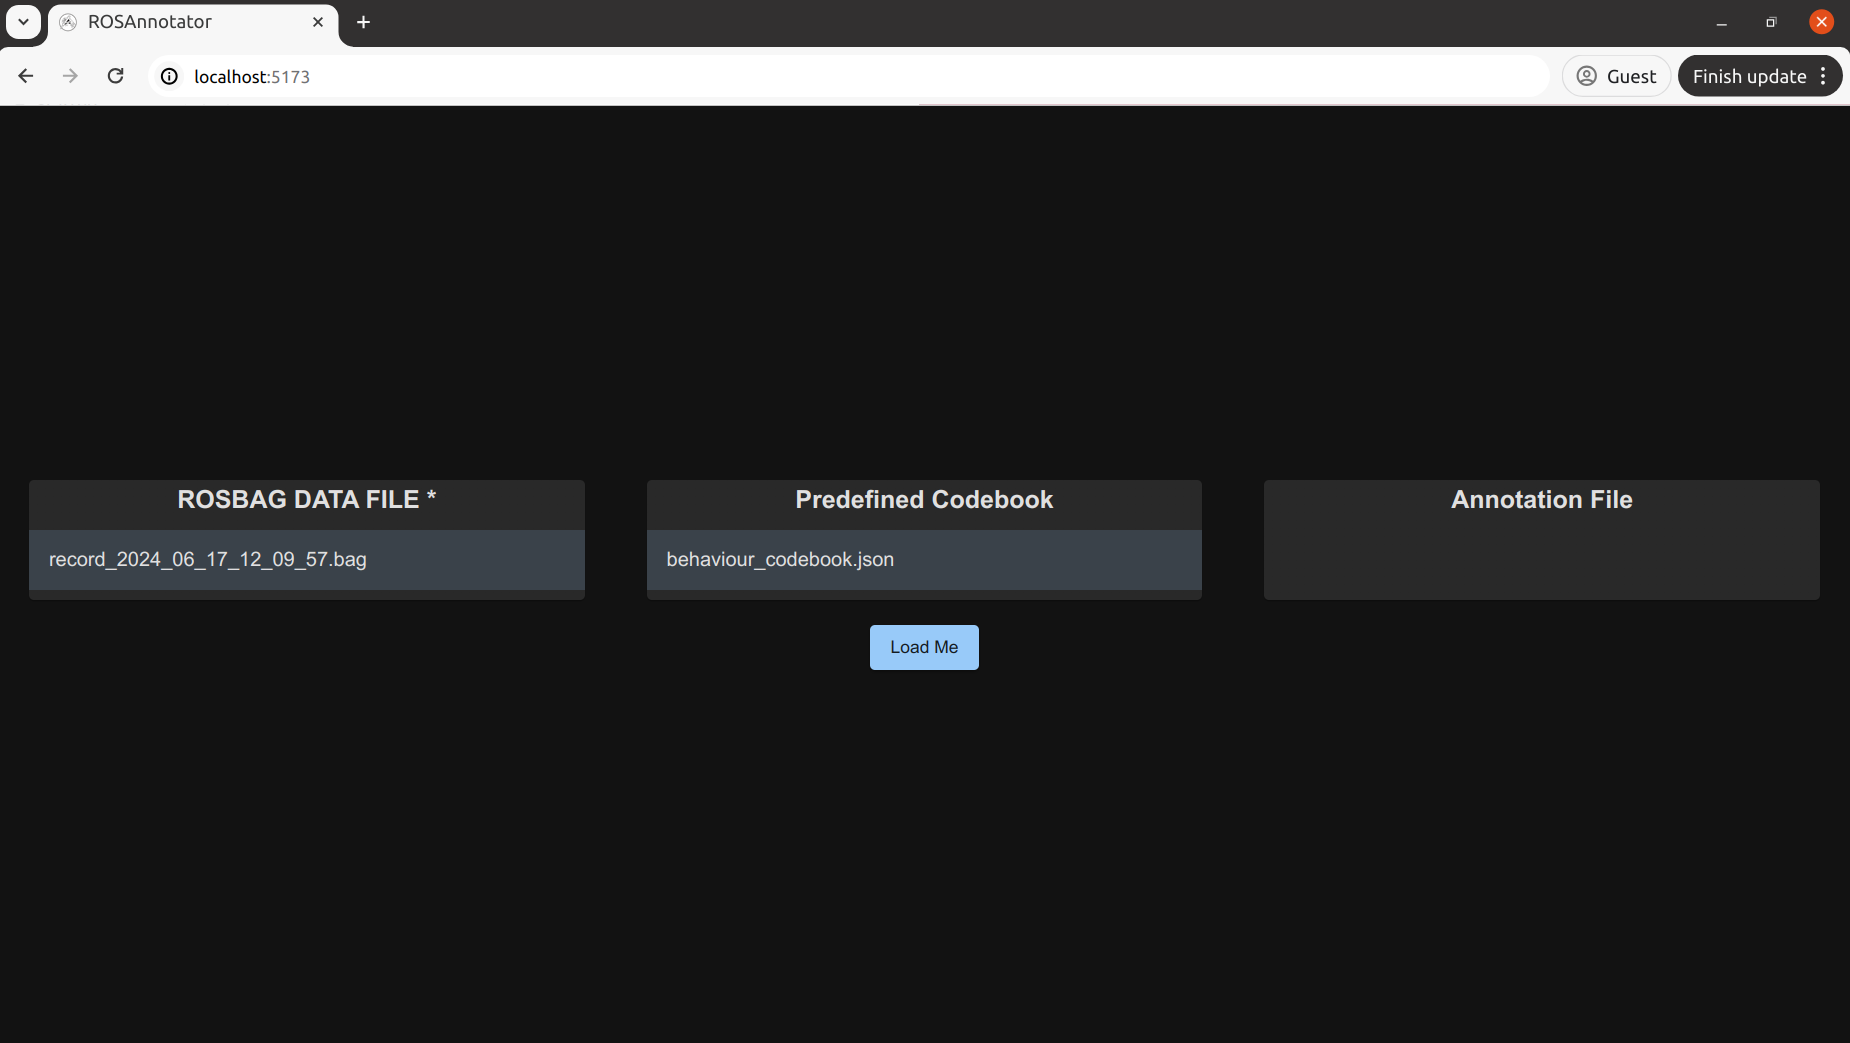 ROSAnnotator
localhost:5173
Guest
Finish update
ROSBAG DATA FILE *
Predefined Codebook
Annotation File
record_2024_06_17_12_09_57.bag
behaviour_codebook.json
Load Me